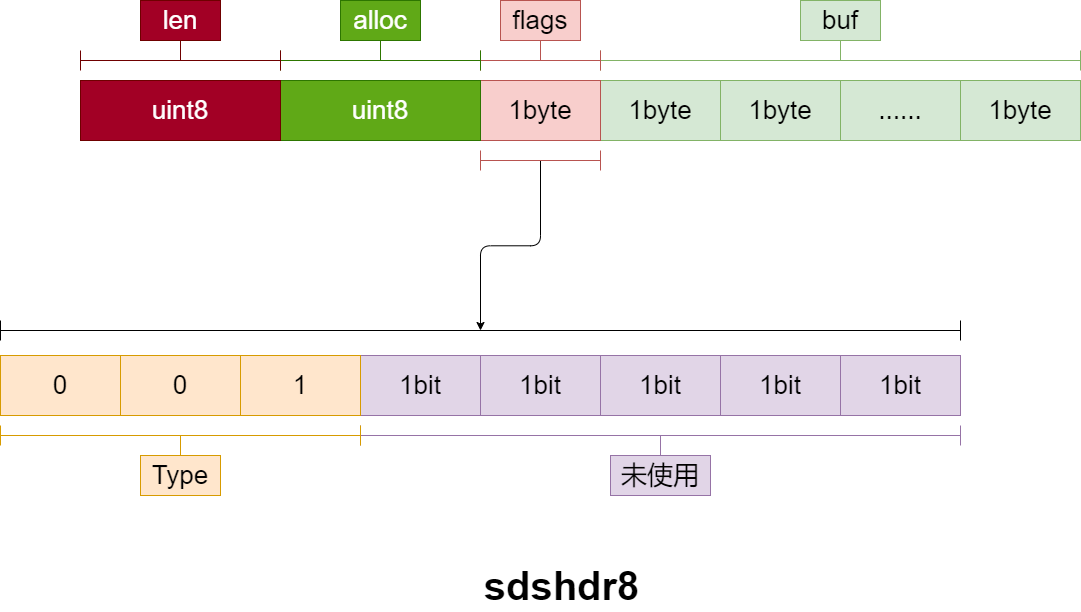 len alloc flags buf
uint8 uint8 1byte 1byte 1byte ...... 1byte
0 0 1 1bit 1bit 1bit 1bit 1bit
Type 未使用
sdshdr8